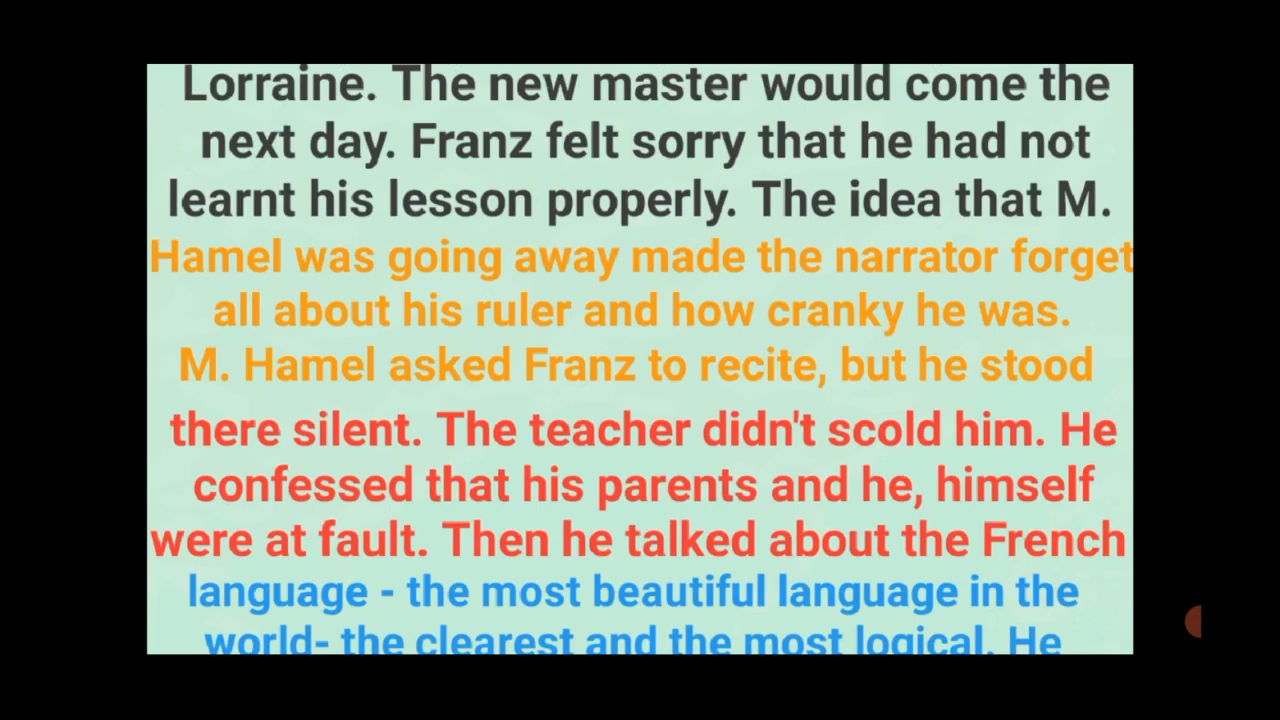 Lorraine. The new master would come the
next day. Franz felt sorry that he had not
learnt his lesson properly. The idea that M.
Hamel was going away made the narrator forget
all about his ruler and how cranky he was.
M. Hamel asked Franz to recite, but he stood
there silent. The teacher didn't scold him. He
confessed that his parents and he, himself
were at fault. Then he talked about the French
language - the most beautiful language in the
world- the clearest and the most logical. He